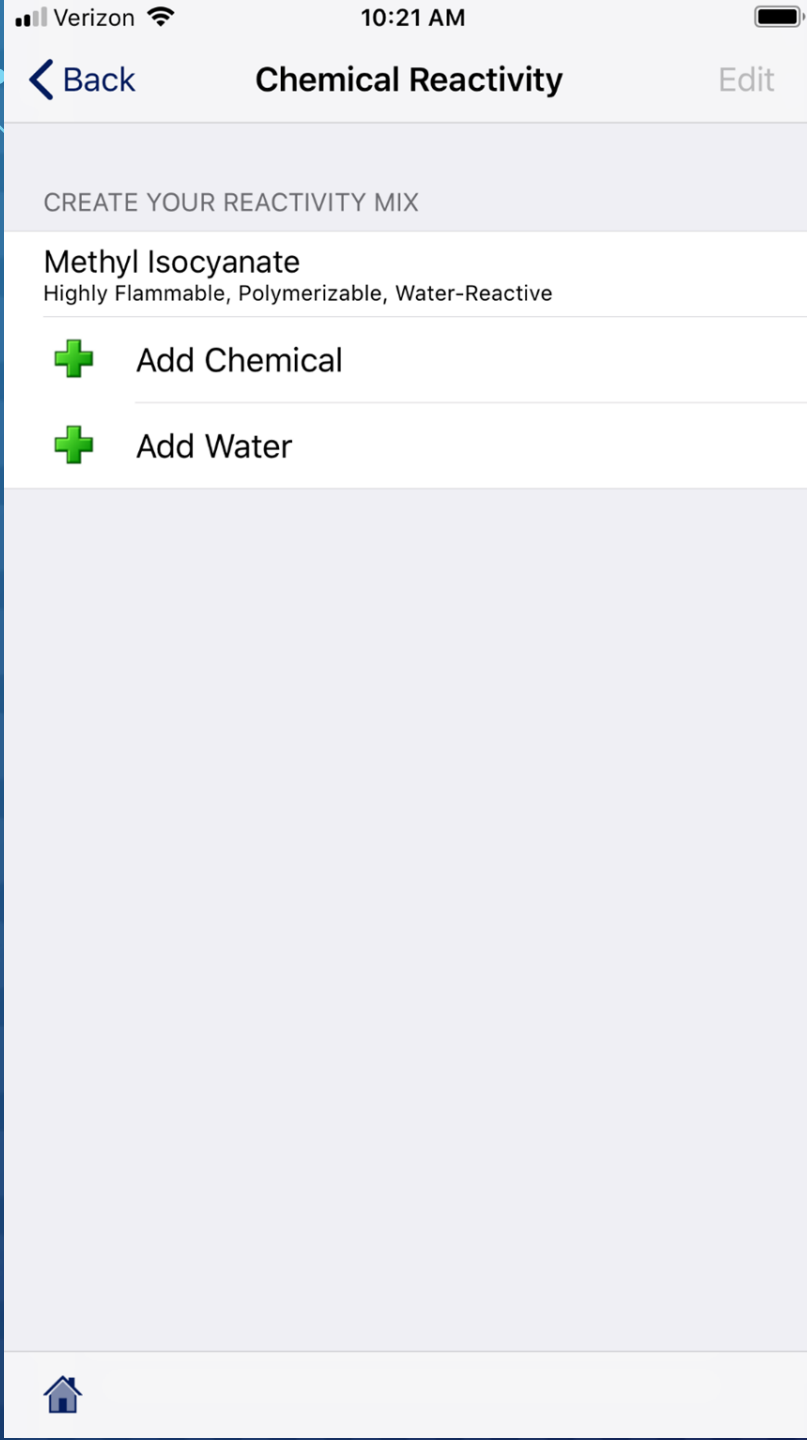 Verizon 10:21 AM
Back Chemical Reactivity Edit
CREATE YOUR REACTIVITY MIX
Methyl Isocyanate
Highly Flammable, Polymerizable, Water-Reactive
Add Chemical
Add Water